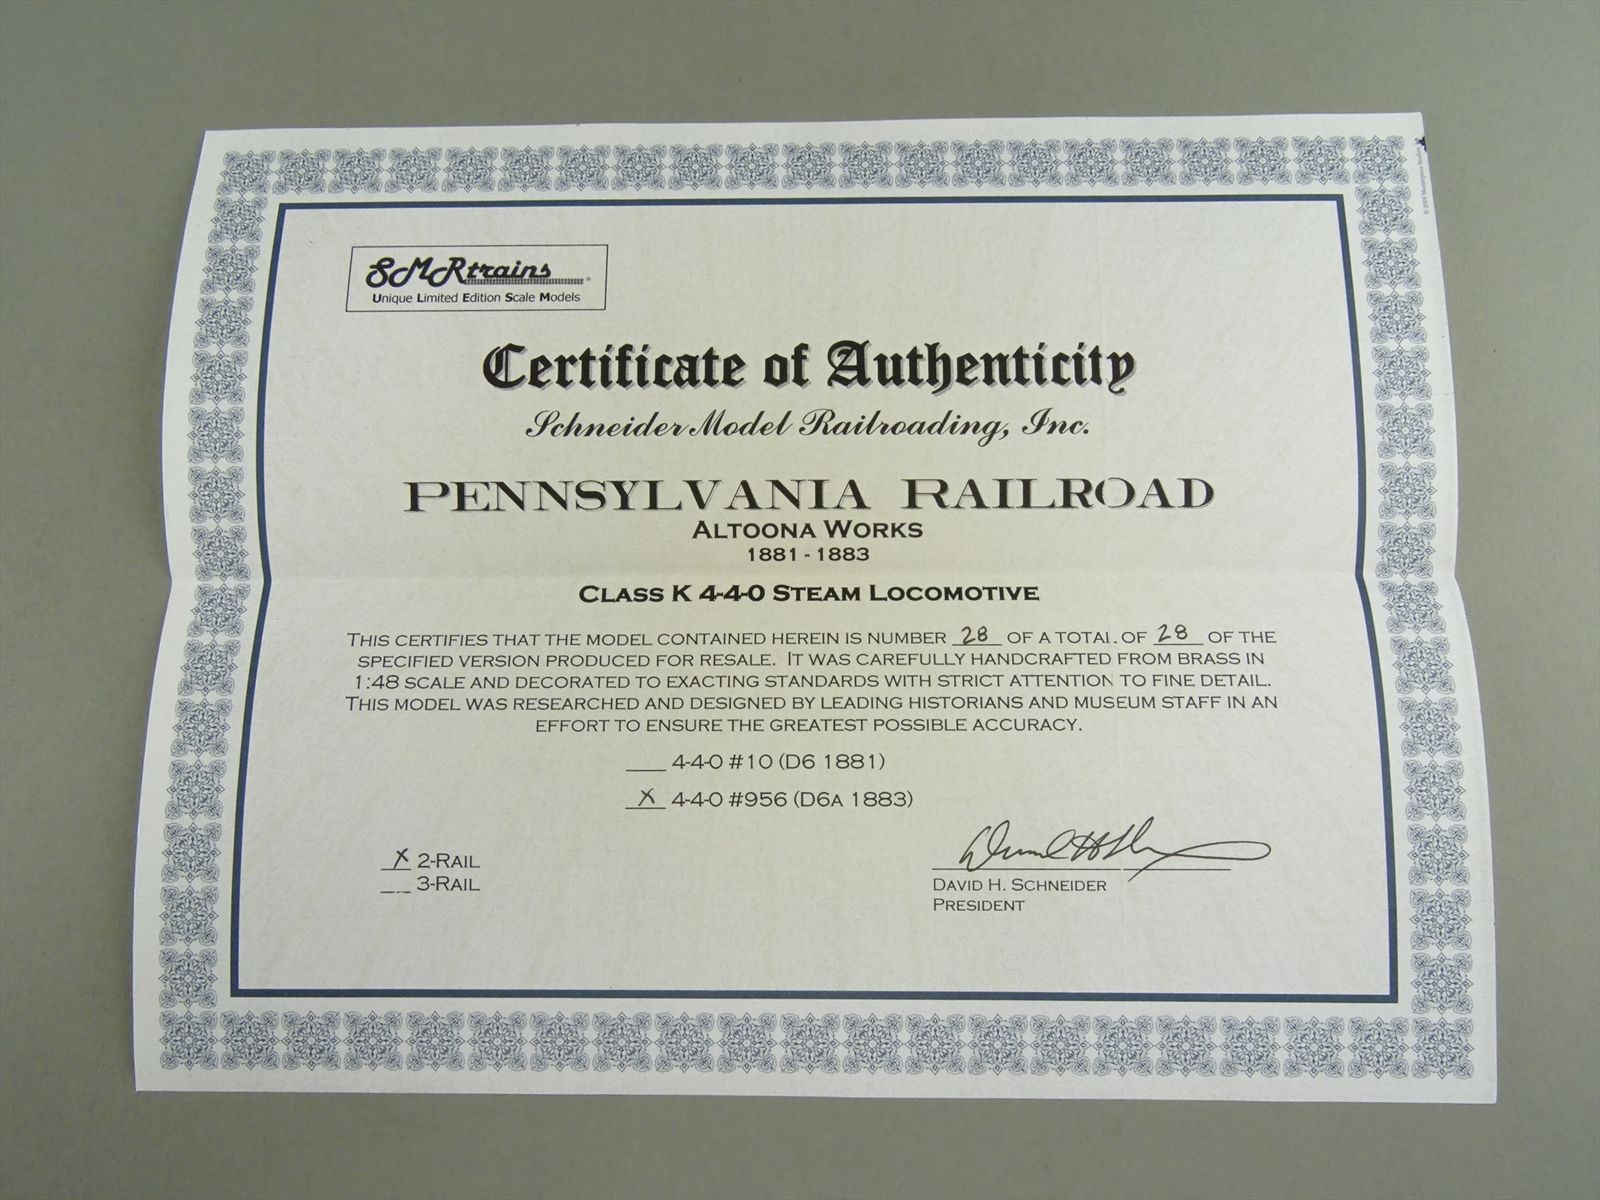 SMRtrains
Unique Limited Edition Scale Models
Certificate of Authenticity
Schneider Model Railroading, Inc.
PENNSYLVANIA RAILROAD
ALTOONA WORKS
1881 - 1883
CLASS K 4-4-0 STEAM LOCOMOTIVE
THIS CERTIFIES THAT THE MODEL CONTAINED HEREIN IS NUMBER 28 OF A TOTAL OF 28 OF THE
SPECIFIED VERSION PRODUCED FOR RESALE. IT WAS CAREFULLY HANDCRAFTED FROM BRASS IN
1:48 SCALE AND DECORATED TO EXACTING STANDARDS WITH STRICT ATTENTION TO FINE DETAIL.
THIS MODEL WAS RESEARCHED AND DESIGNED BY LEADING HISTORIANS AND MUSEUM STAFF IN AN
EFFORT TO ENSURE THE GREATEST POSSIBLE ACCURACY.
___ 4-4-0 #10 (D6 1881)
X 4-4-0 #956 (D6A 1883)
X 2-RAIL
___ 3-RAIL
DAVID H. SCHNEIDER
PRESIDENT